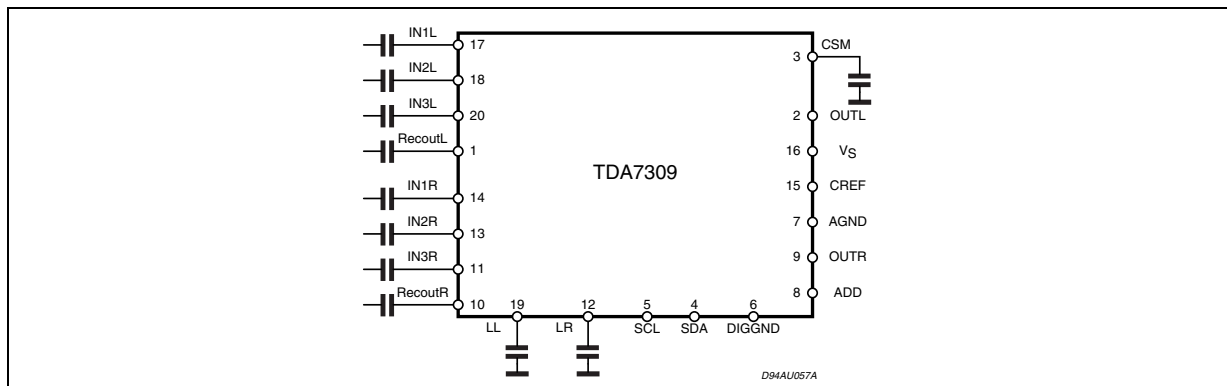 IN1L
17
IN2L
18
IN3L
20
RecoutL
1
IN1R
14
IN2R
13
IN3R
11
RecoutR
10
TDA7309
3
CSM
2
OUTL
16
VS
15
CREF
7
AGND
9
OUTR
8
ADD
19
12
5
4
6
LL
LR
SCL
SDA
DIGGND
D94AU057A